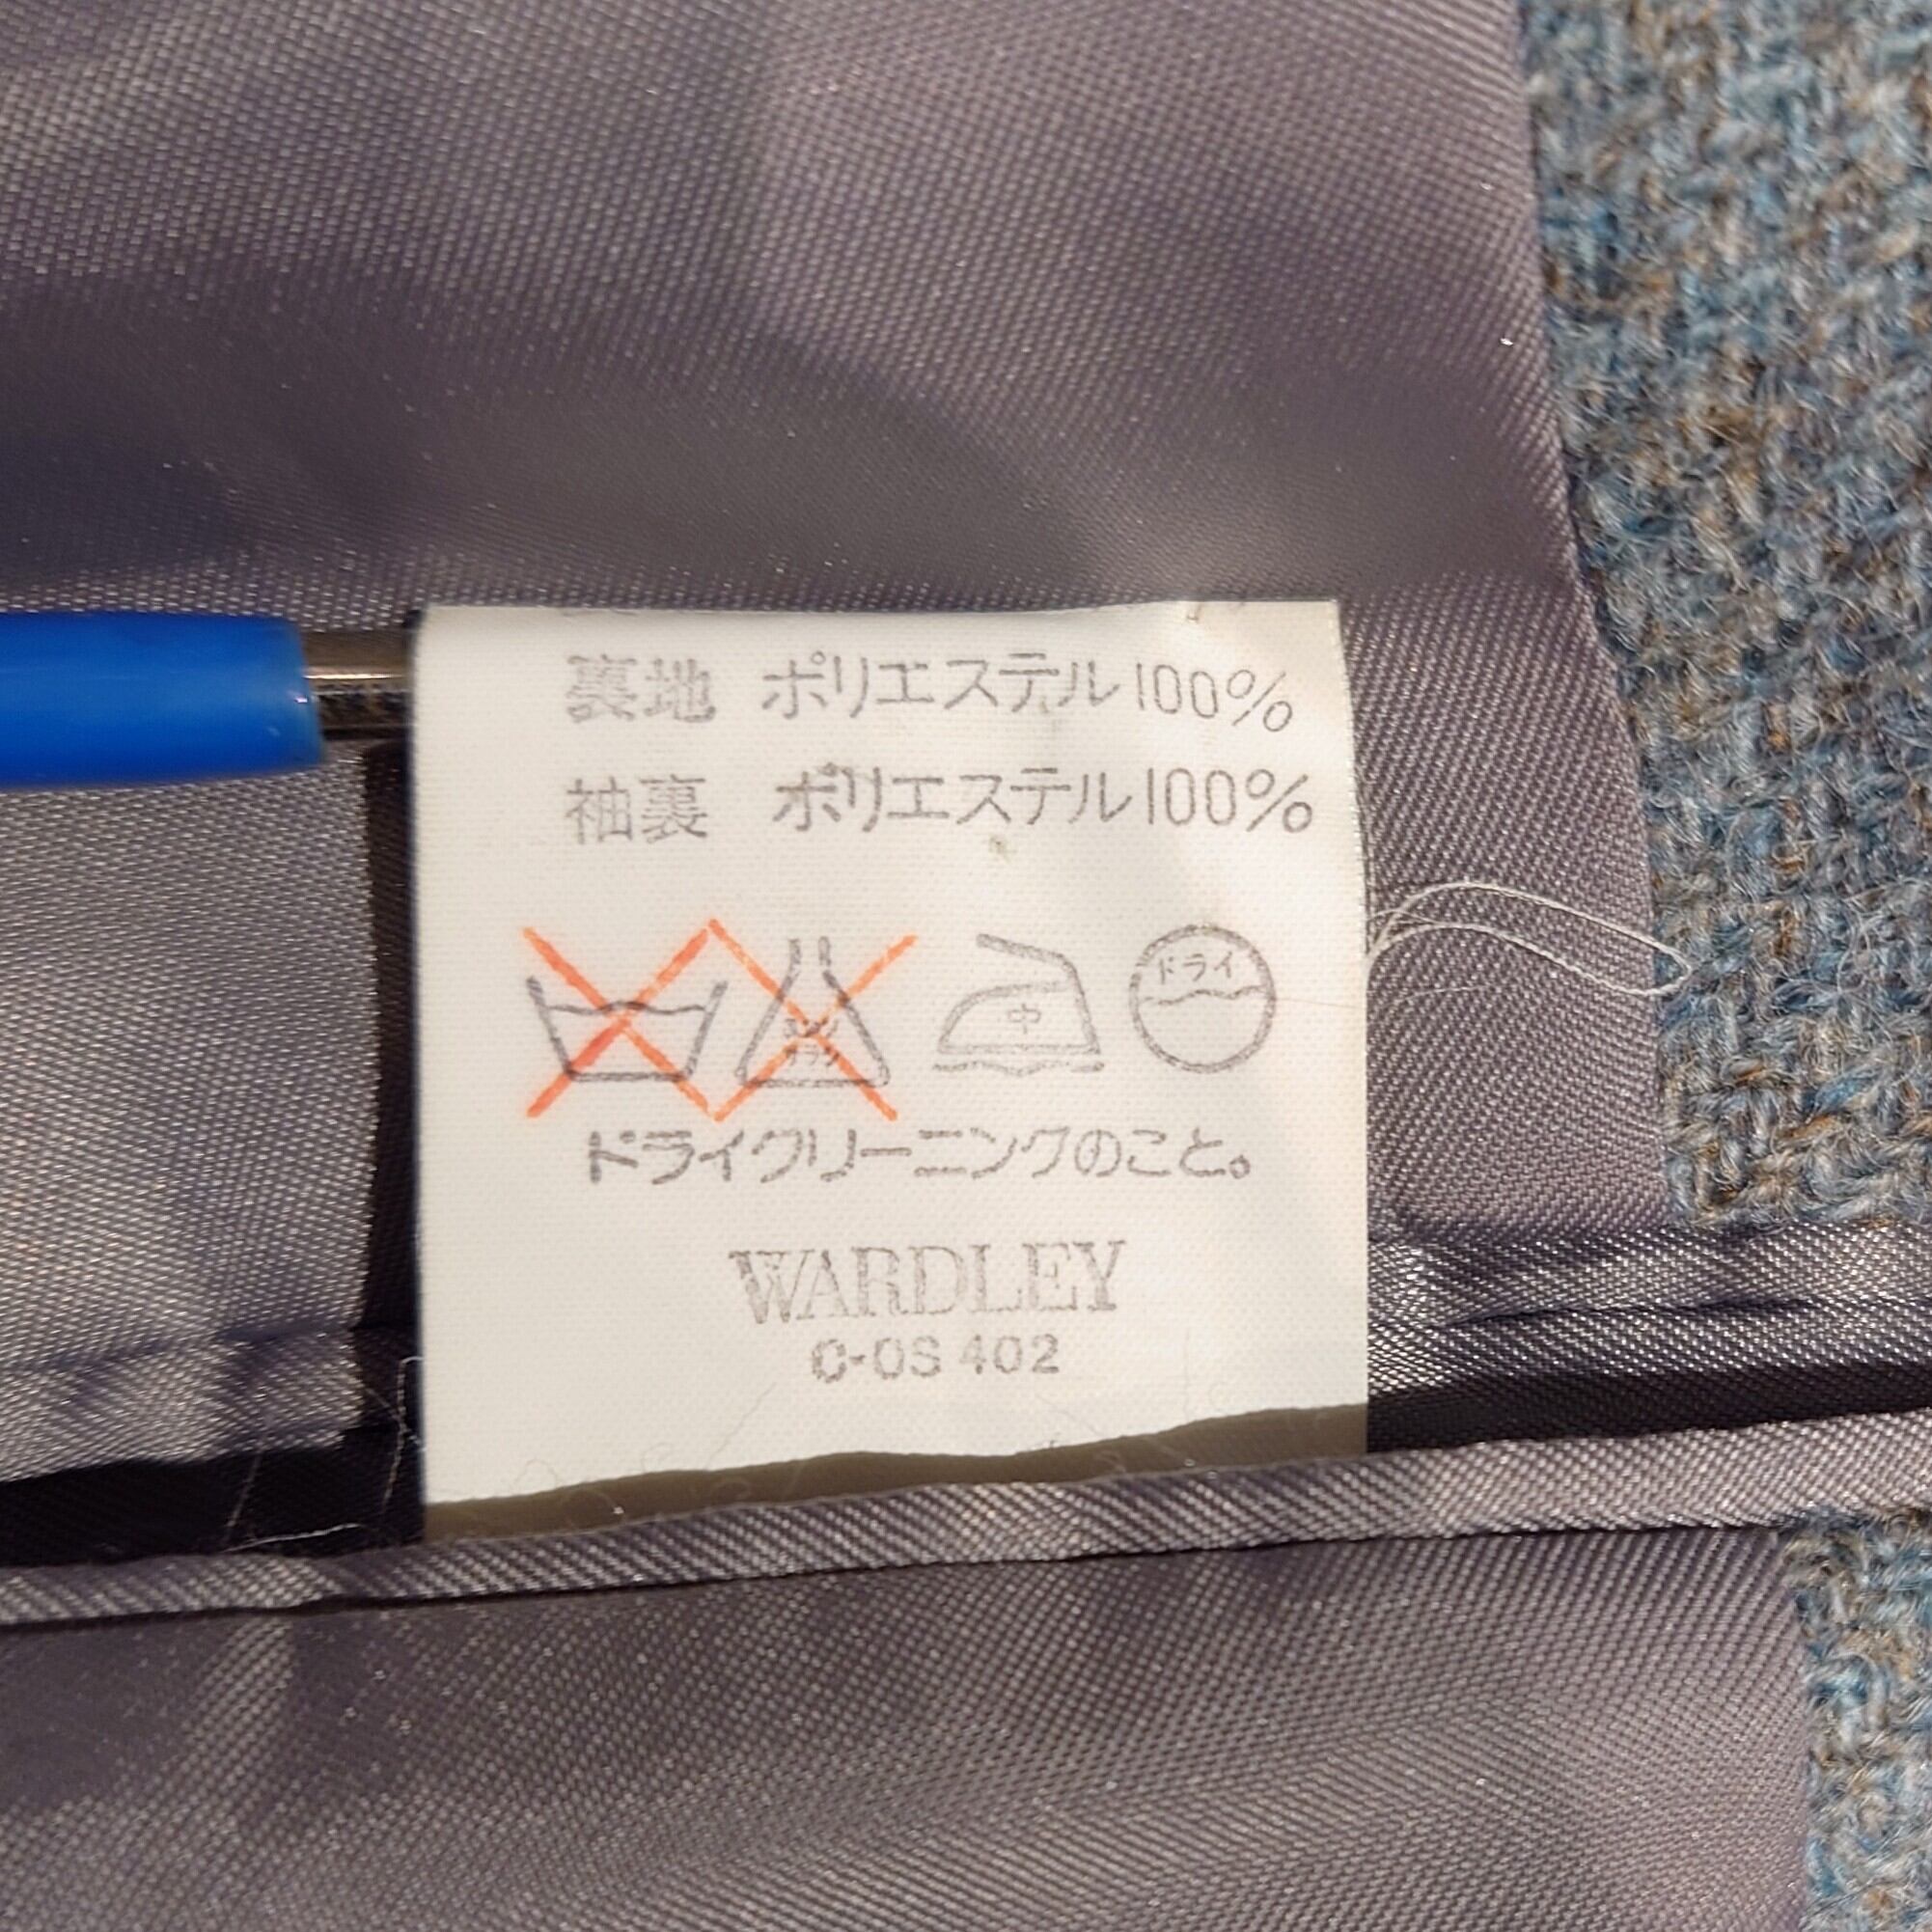 裏地 ポリエステル100%
袖裏 ポリエステル100%
中 ドライ
ドライクリーニングのこと。
WARDLEY
C-OS 402